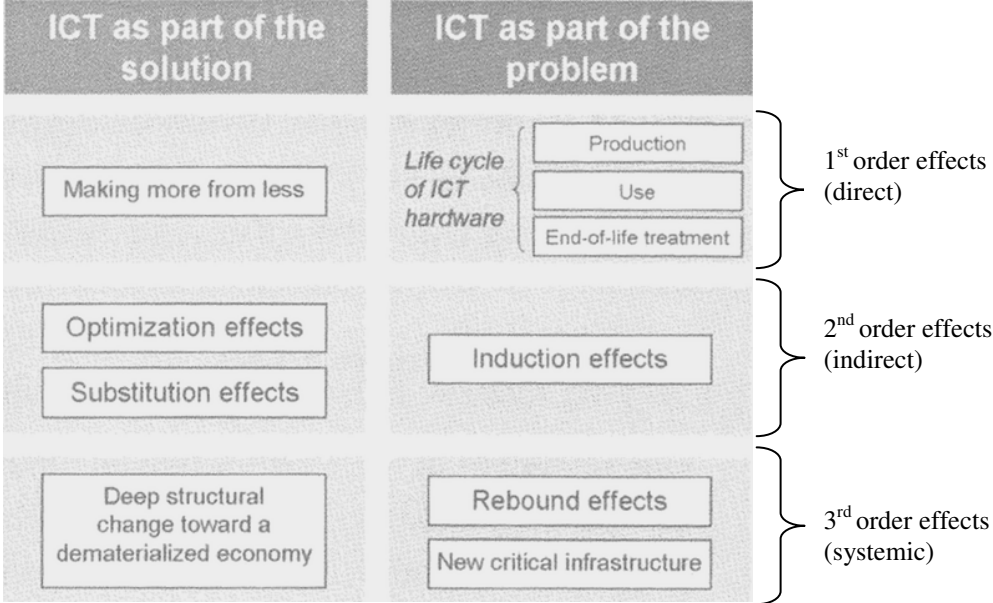 ICT as part of the
solution
ICT as part of the
problem
Making more from less
Life cycle
of ICT
hardware
Production
Use
End-of-life treatment
1st order effects
(direct)
Optimization effects
Substitution effects
Induction effects
2nd order effects
(indirect)
Deep structural
change toward a
dematerialized economy
Rebound effects
New critical infrastructure
3rd order effects
(systemic)